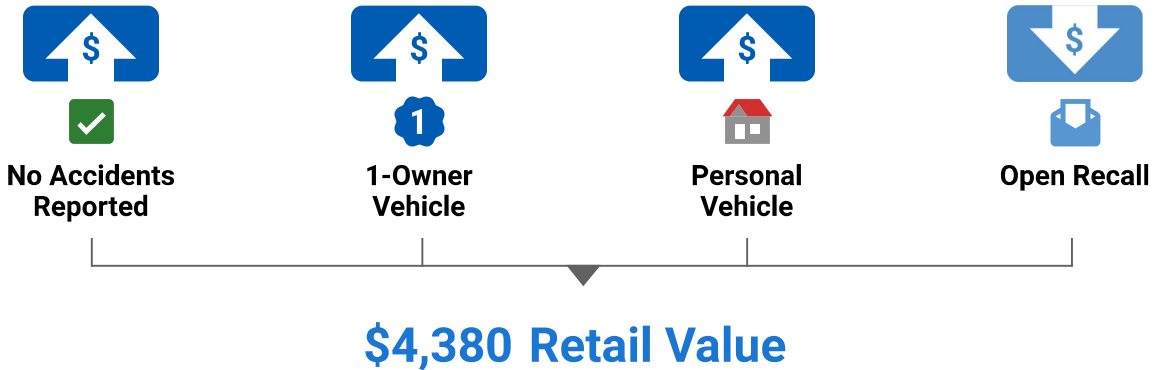 $
$
$
$
1
No Accidents
Reported
1-Owner
Vehicle
Personal
Vehicle
Open Recall
$4,380 Retail Value